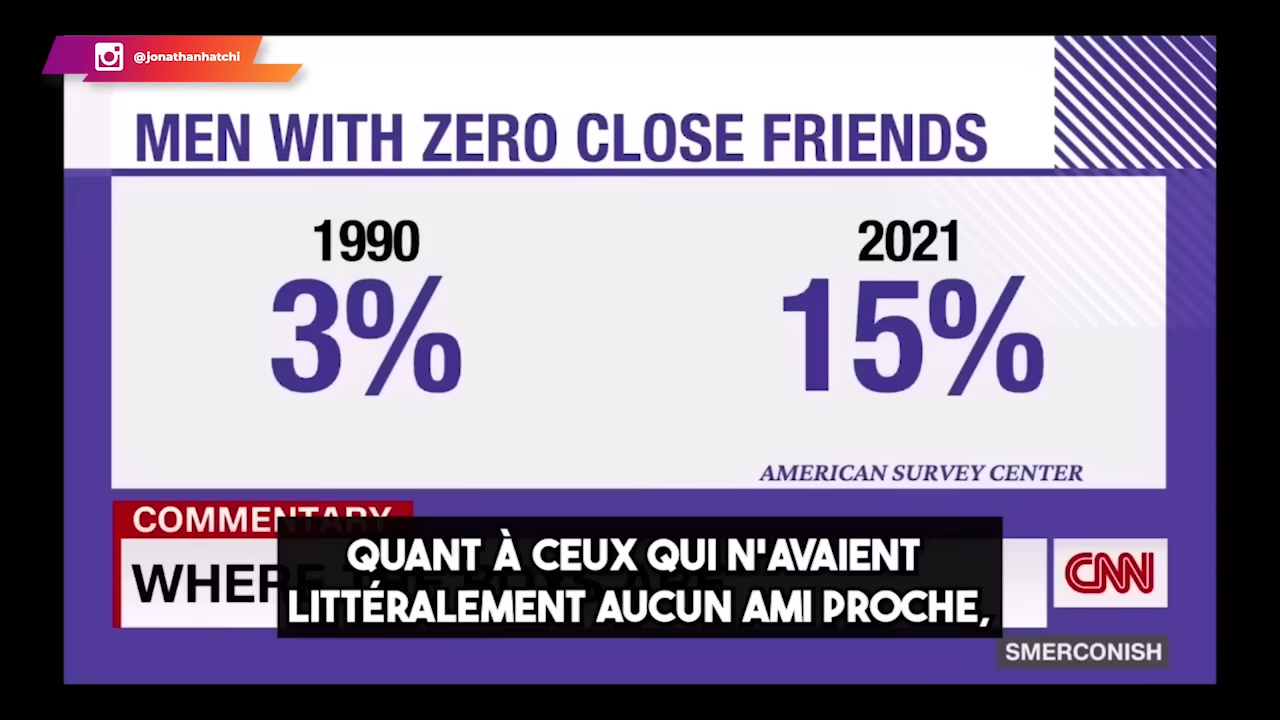 @jonathanhatchi
MEN WITH ZERO CLOSE FRIENDS
1990
2021
3%
15%
AMERICAN SURVEY CENTER
COMMENTARY
QUANT À CEUX QUI N'AVAIENT
LITTÉRALEMENT AUCUN AMI PROCHE,
CNN
SMERCONISH